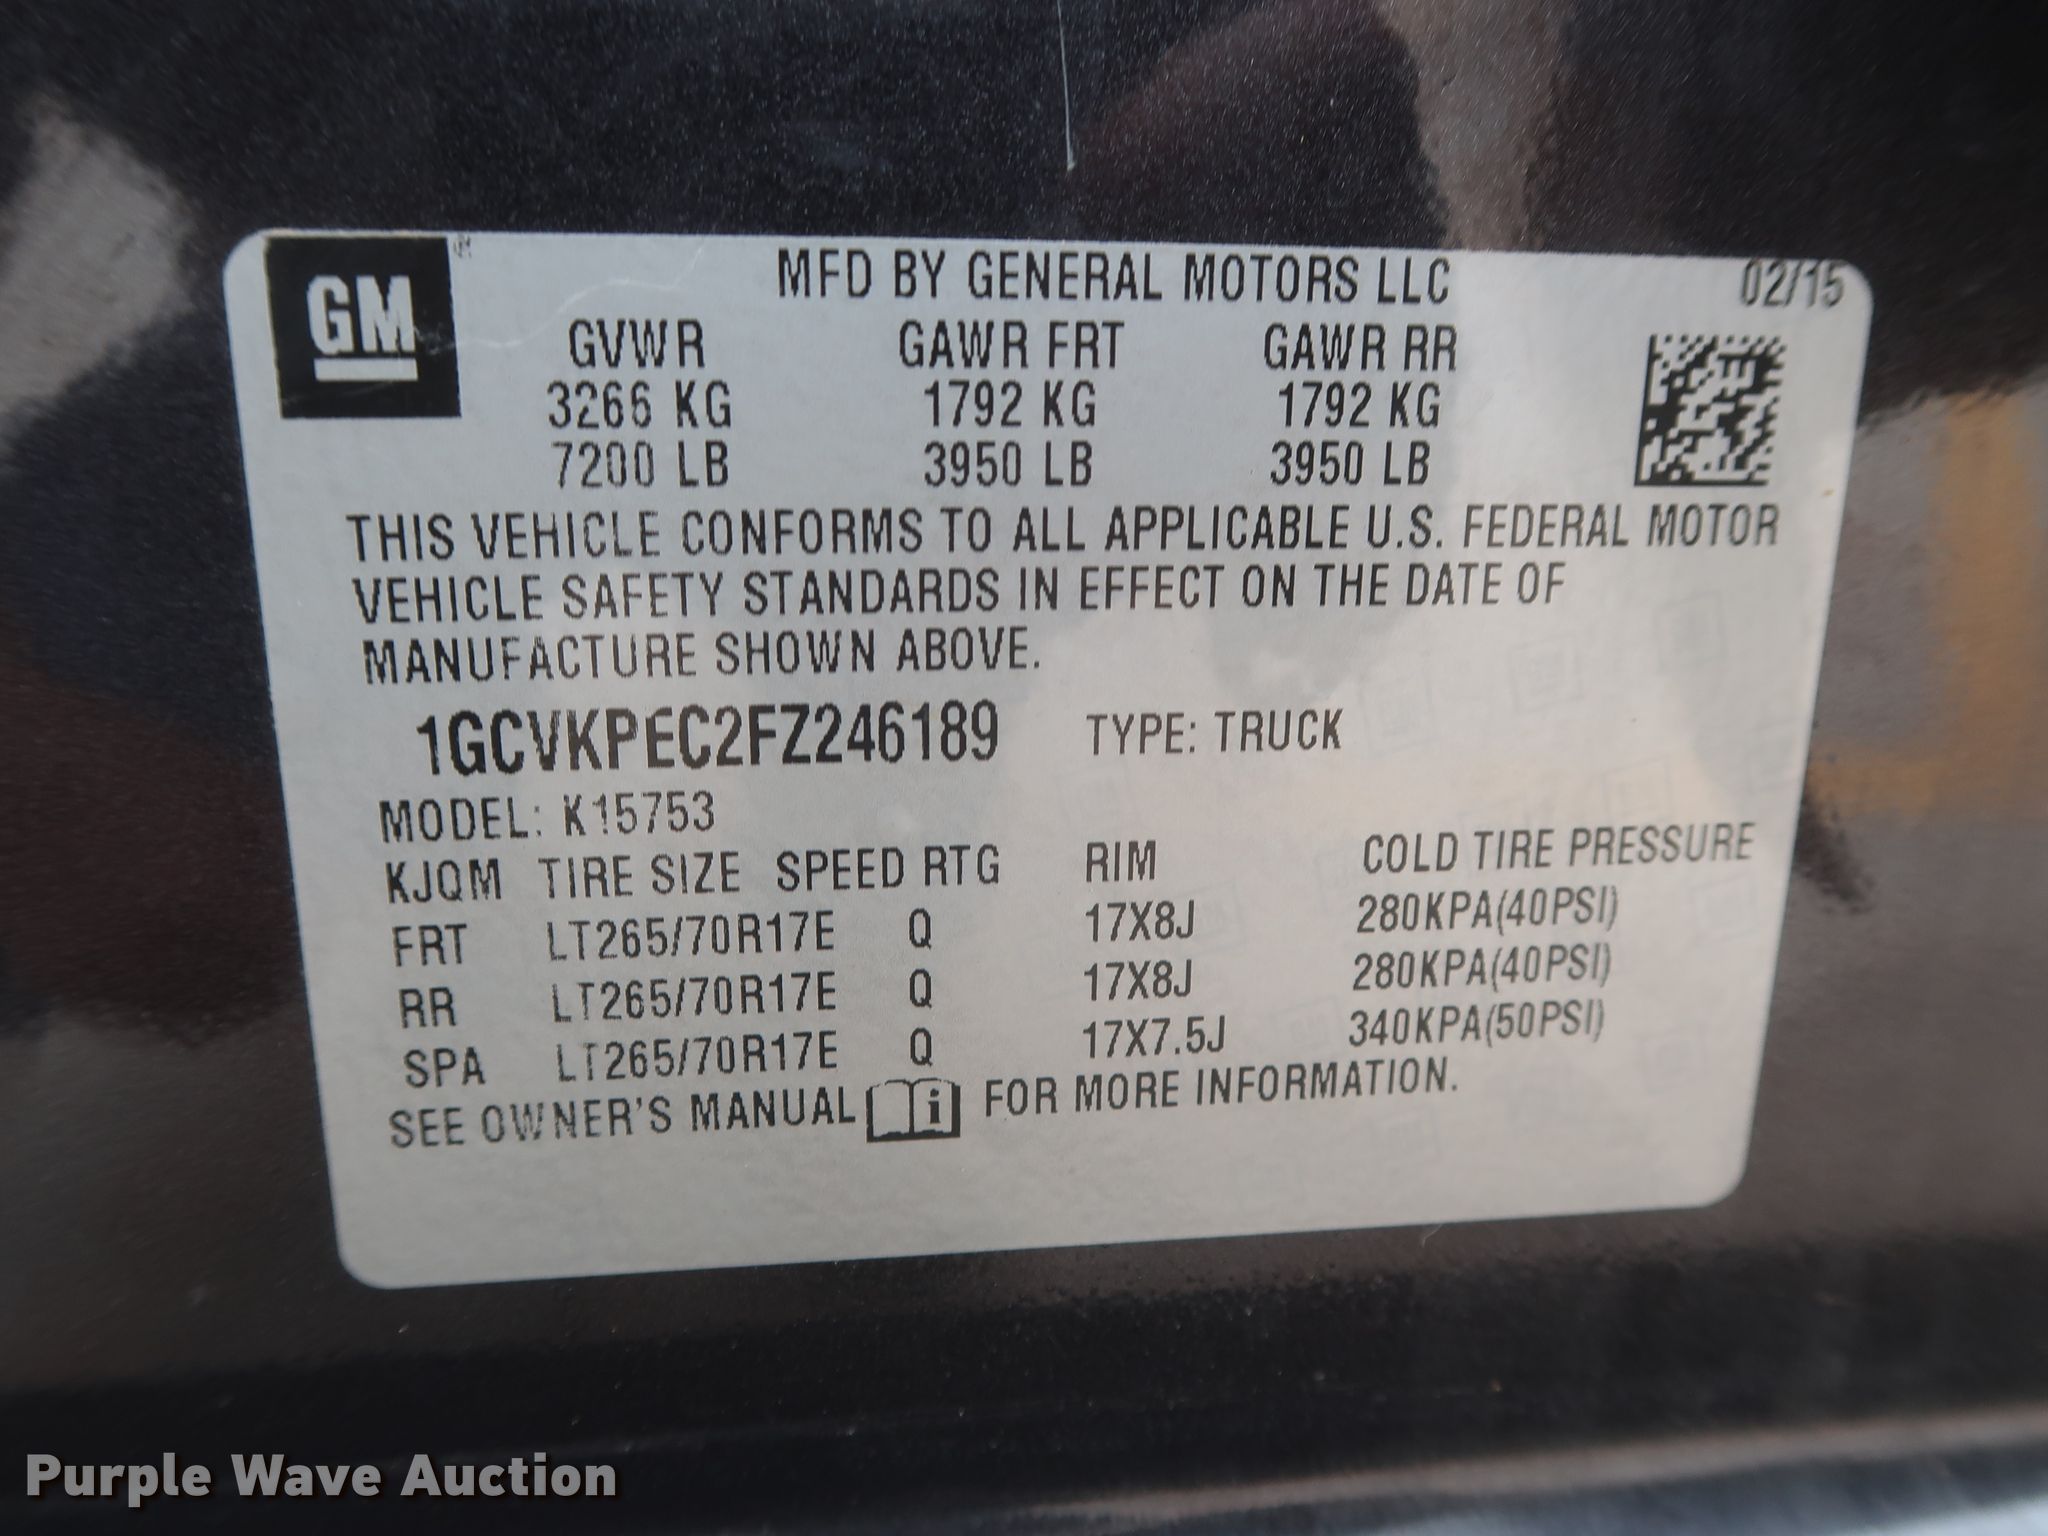 GM
®
MFD BY GENERAL MOTORS LLC 02/15
GVWR GAWR FRT GAWR RR
3266 KG 1792 KG 1792 KG
7200 LB 3950 LB 3950 LB
THIS VEHICLE CONFORMS TO ALL APPLICABLE U.S. FEDERAL MOTOR
VEHICLE SAFETY STANDARDS IN EFFECT ON THE DATE OF
MANUFACTURE SHOWN ABOVE.
1GCVKPEC2FZ246189 TYPE: TRUCK
MODEL: K15753
KJQM TIRE SIZE SPEED RTG RIM COLD TIRE PRESSURE
FRT LT265/70R17E Q 17X8J 280KPA(40PSI)
RR LT265/70R17E Q 17X8J 280KPA(40PSI)
SPA LT265/70R17E Q 17X7.5J 340KPA(50PSI)
SEE OWNER'S MANUAL i FOR MORE INFORMATION.
Purple Wave Auction